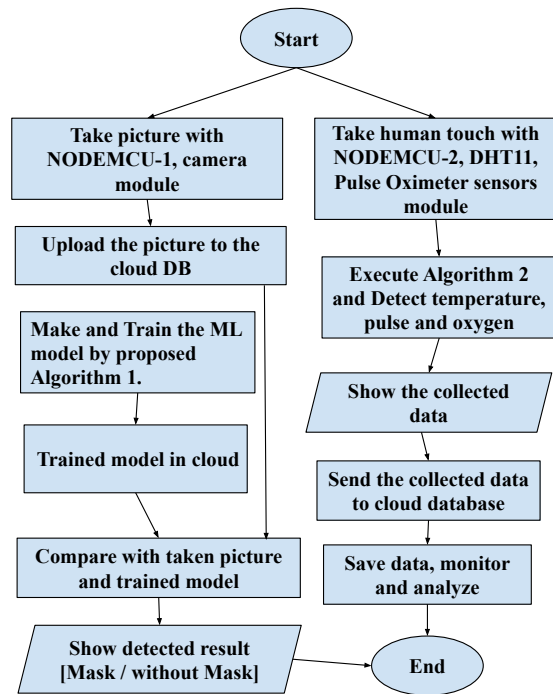 Start
Take picture with
NODEMCU-1, camera
module
Upload the picture to the
cloud DB
Make and Train the ML
model by proposed
Algorithm 1.
Trained model in cloud
Compare with taken picture
and trained model
Show detected result
[Mask / without Mask]
Take human touch with
NODEMCU-2, DHT11,
Pulse Oximeter sensors
module
Execute Algorithm 2
and Detect temperature,
pulse and oxygen
Show the collected
data
Send the collected data
to cloud database
Save data, monitor
and analyze
End